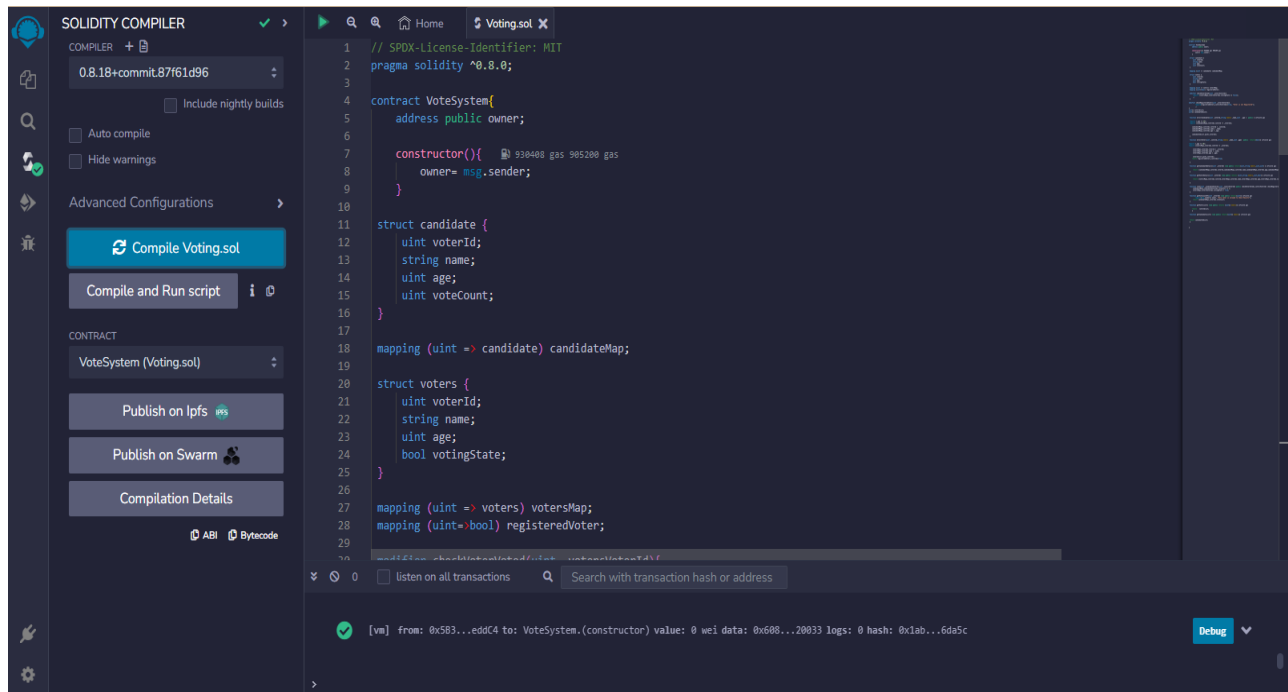 SOLIDITY COMPILER
COMPILER
0.8.18+commit.87f61d96
Include nightly builds
Auto compile
Hide warnings
Advanced Configurations
Compile Voting.sol
Compile and Run script
CONTRACT
VoteSystem (Voting.sol)
Publish on Ipfs IPFS
Publish on Swarm
Compilation Details
ABI Bytecode
Home Voting.sol
1 // SPDX-License-Identifier: MIT
2 pragma solidity ^0.8.0;
3
4 contract VoteSystem{
5 address public owner;
6
7 constructor(){ 930408 gas 905200 gas
8 owner= msg.sender;
9 }
10
11 struct candidate {
12 uint voterId;
13 string name;
14 uint age;
15 uint voteCount;
16 }
17
18 mapping (uint => candidate) candidateMap;
19
20 struct voters {
21 uint voterId;
22 string name;
23 uint age;
24 bool votingState;
25 }
26
27 mapping (uint => voters) votersMap;
28 mapping (uint=>bool) registeredVoter;
29
30 modifier checkVoterVoted(uint _votersVoterId){
0 listen on all transactions Search with transaction hash or address
[vm] from: 0x5B3...eddC4 to: VoteSystem.(constructor) value: 0 wei data: 0x608...20033 logs: 0 hash: 0x1ab...6da5c
Debug
>